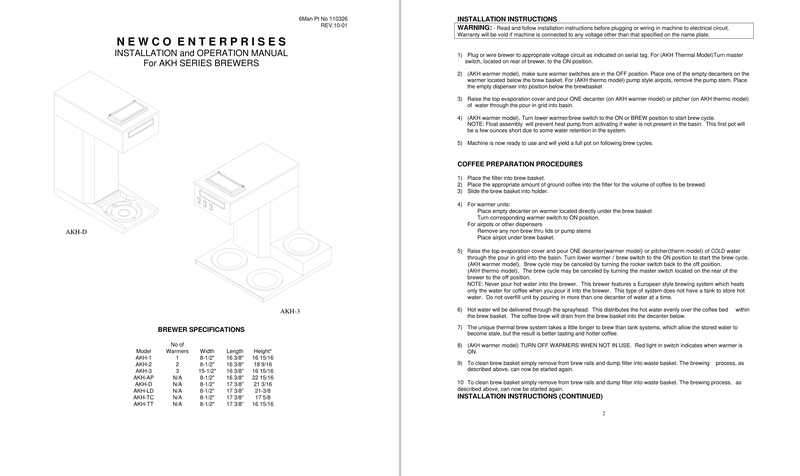 6Man Pt No 110326
REV.10-01
NEWCO ENTERPRISES
INSTALLATION and OPERATION MANUAL
For AKH SERIES BREWERS
AKH-D
AKH-3
BREWER SPECIFICATIONS
No of
Model Warmers Width Length Height"
AKH-1 1 8-1/2" 16 3/8" 16 15/16
AKH-2 2 8-1/2" 16 3/8" 18 9/16
AKH-3 3 15-1/2" 16 3/8" 16 15/16
AKH-AP N/A 8-1/2" 16 3/8" 22 15/16
AKH-D N/A 8-1/2" 17 3/8" 21 3/16
AKH-LD N/A 8-1/2" 17 3/8" 21-3/8
AKH-TC N/A 8-1/2" 17 3/8" 17 5/8
AKH-TT N/A 8-1/2" 17 3/8" 16 15/16
INSTALLATION INSTRUCTIONS
WARNING: - Read and follow installation instructions before plugging or wiring in machine to electrical circuit.
Warranty will be void if machine is connected to any voltage other than that specified on the name plate.
1) Plug or wire brewer to appropriate voltage circuit as indicated on serial tag. For (AKH Thermal Model)Turn master
switch, located on rear of brewer, to the ON position.
2) (AKH warmer model), make sure warmer switches are in the OFF position. Place one of the empty decanters on the
warmer located below the brew basket. For (AKH thermo model) pump style airpots, remove the pump stem. Place
the empty dispenser into position below the brewbasket
3) Raise the top evaporation cover and pour ONE decanter (on AKH warmer model) or pitcher (on AKH thermo model)
of water through the pour-in grid into basin.
4) (AKH warmer model), Turn lower warmer/brew switch to the ON or BREW position to start brew cycle.
NOTE: Float assembly will prevent heat pump from activating if water is not present in the basin. This first pot will
be a few ounces short due to some water retention in the system.
5) Machine is now ready to use and will yield a full pot on following brew cycles.
COFFEE PREPARATION PROCEDURES
1) Place the filter into brew basket.
2) Place the appropriate amount of ground coffee into the filter for the volume of coffee to be brewed.
3) Slide the brew basket into holder.
4) For warmer units:
Place empty decanter on warmer located directly under the brew basket
Turn corresponding warmer switch to ON position.
For airpots or other dispensers
Remove any non brew thru lids or pump stems
Place airpot under brew basket.
5) Raise the top evaporation cover and pour ONE decanter(warmer model) or pitcher(therm model) of COLD water
through the pour in grid into the basin. Turn lower warmer / brew switch to the ON position to start the brew cycle.
(AKH warmer model), Brew cycle may be canceled by turning the rocker switch back to the off position.
(AKH thermo model), The brew cycle may be canceled by turning the master switch located on the rear of the
brewer to the off position.
NOTE: Never pour hot water into the brewer. This brewer features a European style brewing system which heats
only the water for coffee when you pour it into the brewer. This type of system does not have a tank to store hot
water. Do not overfill unit by pouring in more than one decanter of water at a time.
6) Hot water will be delivered through the sprayhead. This distributes the hot water evenly over the coffee bed within
the brew basket. The coffee brew will drain from the brew basket into the decanter below.
7) The unique thermal brew system takes a little longer to brew than tank systems, which allow the stored water to
become stale, but the result is better tasting and hotter coffee.
8) (AKH warmer model) TURN OFF WARMERS WHEN NOT IN USE. Red light in switch indicates when warmer is
ON.
9) To clean brew basket simply remove from brew rails and dump filter into waste basket. The brewing process, as
described above, can now be started again.
10 To clean brew basket simply remove from brew rails and dump filter into waste basket. The brewing process, as
described above, can now be started again.
INSTALLATION INSTRUCTIONS (CONTINUED)
2